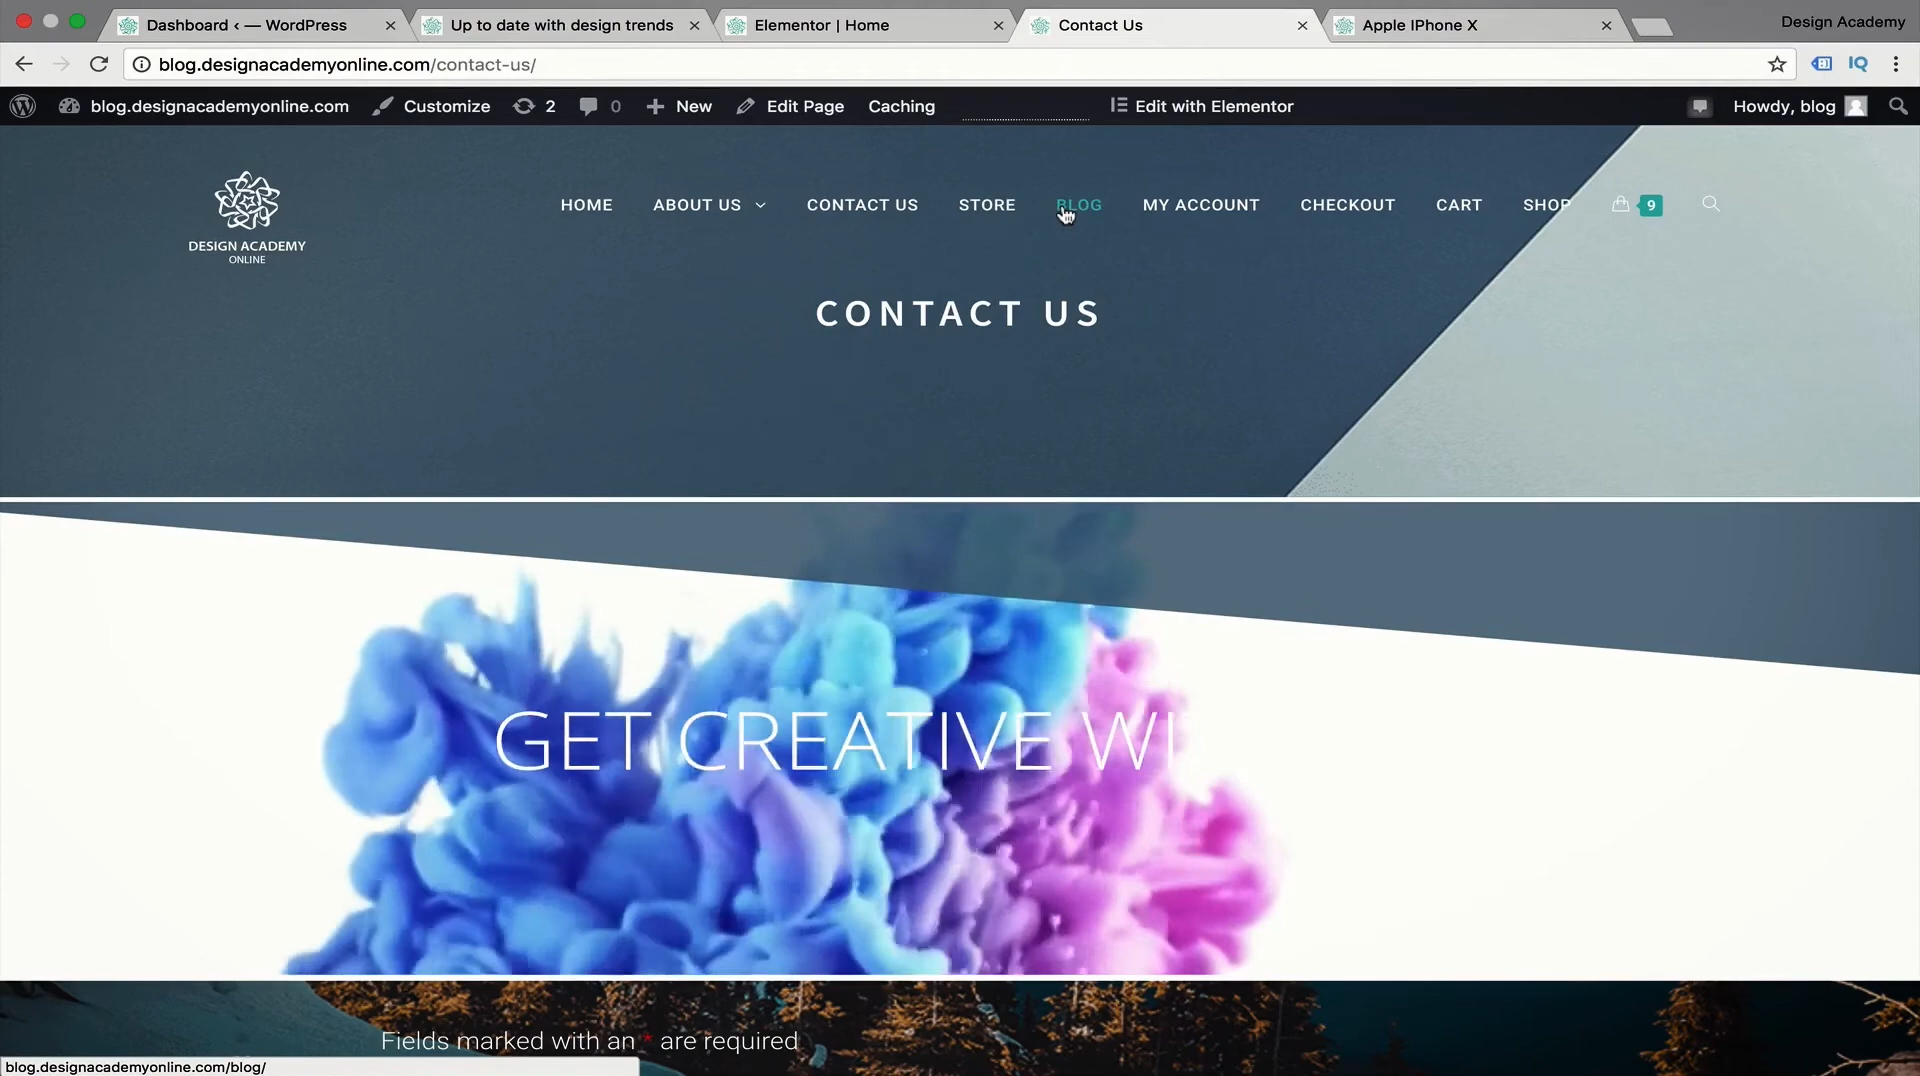 Dashboard ‹ — WordPress
Up to date with design trends
Elementor | Home
Contact Us
Apple IPhone X
Design Academy
blog.designacademyonline.com/contact-us/
IQ
blog.designacademyonline.com
Customize
2
0
New
Edit Page
Caching
Edit with Elementor
Howdy, blog
DESIGN ACADEMY
ONLINE
HOME
ABOUT US
CONTACT US
STORE
BLOG
MY ACCOUNT
CHECKOUT
CART
SHOP
9
CONTACT US
GET CREATIVE WI
Fields marked with an * are required
blog.designacademyonline.com/blog/